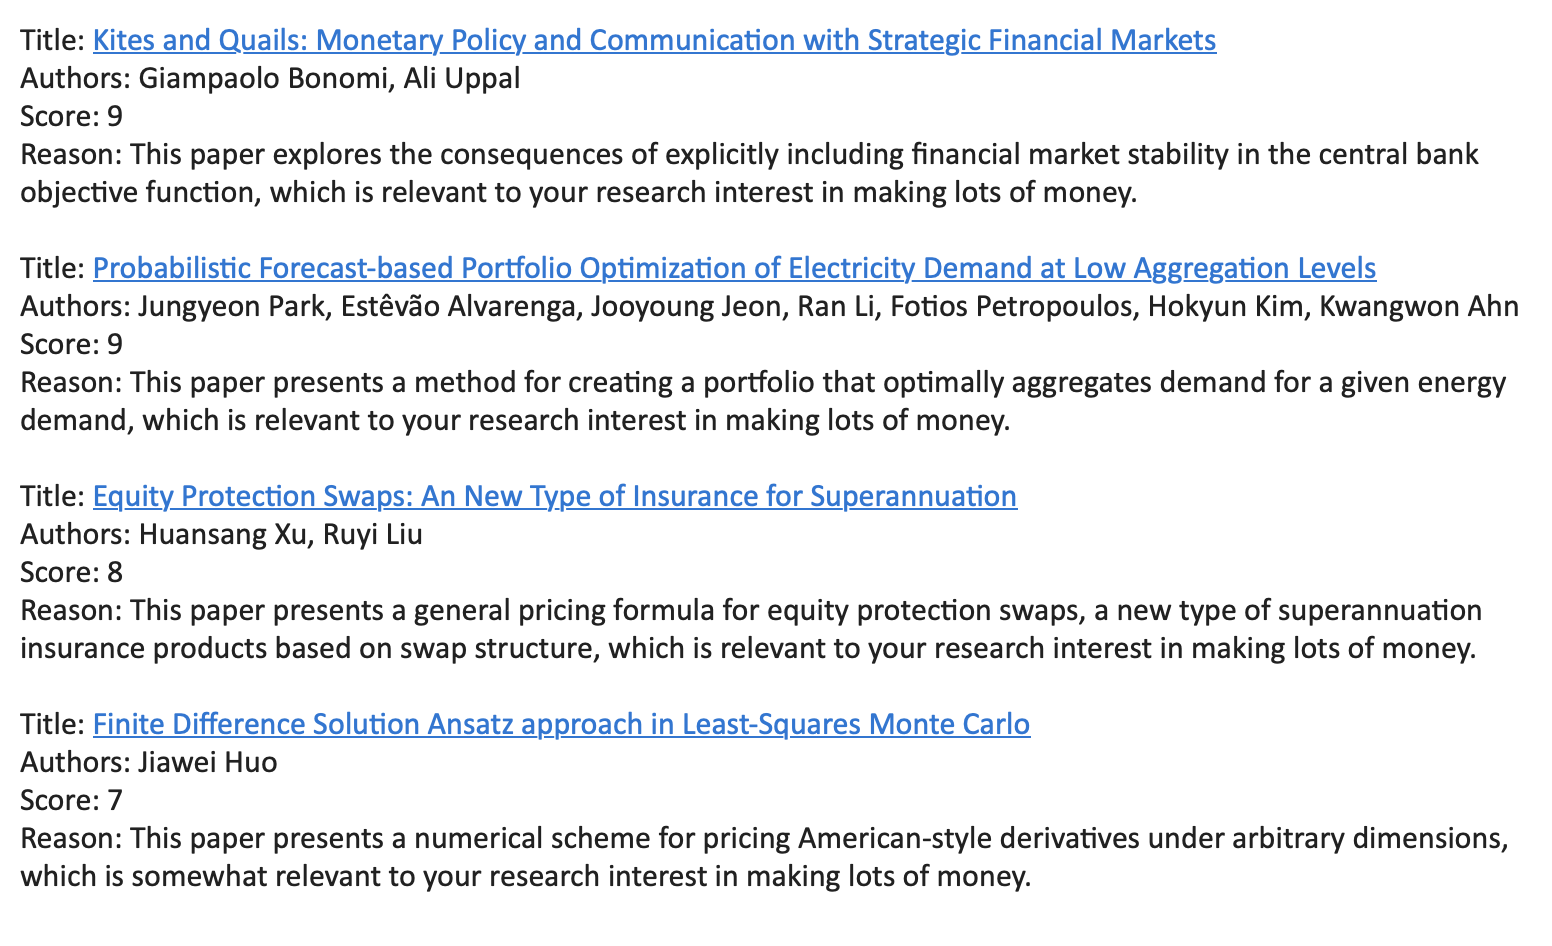 Title: Kites and Quails: Monetary Policy and Communication with Strategic Financial Markets
Authors: Giampaolo Bonomi, Ali Uppal
Score: 9
Reason: This paper explores the consequences of explicitly including financial market stability in the central bank
objective function, which is relevant to your research interest in making lots of money.
Title: Probabilistic Forecast-based Portfolio Optimization of Electricity Demand at Low Aggregation Levels
Authors: Jungyeon Park, Estêvão Alvarenga, Jooyoung Jeon, Ran Li, Fotios Petropoulos, Hokyun Kim, Kwangwon Ahn
Score: 9
Reason: This paper presents a method for creating a portfolio that optimally aggregates demand for a given energy
demand, which is relevant to your research interest in making lots of money.
Title: Equity Protection Swaps: An New Type of Insurance for Superannuation
Authors: Huansang Xu, Ruyi Liu
Score: 8
Reason: This paper presents a general pricing formula for equity protection swaps, a new type of superannuation
insurance products based on swap structure, which is relevant to your research interest in making lots of money.
Title: Finite Difference Solution Ansatz approach in Least-Squares Monte Carlo
Authors: Jiawei Huo
Score: 7
Reason: This paper presents a numerical scheme for pricing American-style derivatives under arbitrary dimensions,
which is somewhat relevant to your research interest in making lots of money.